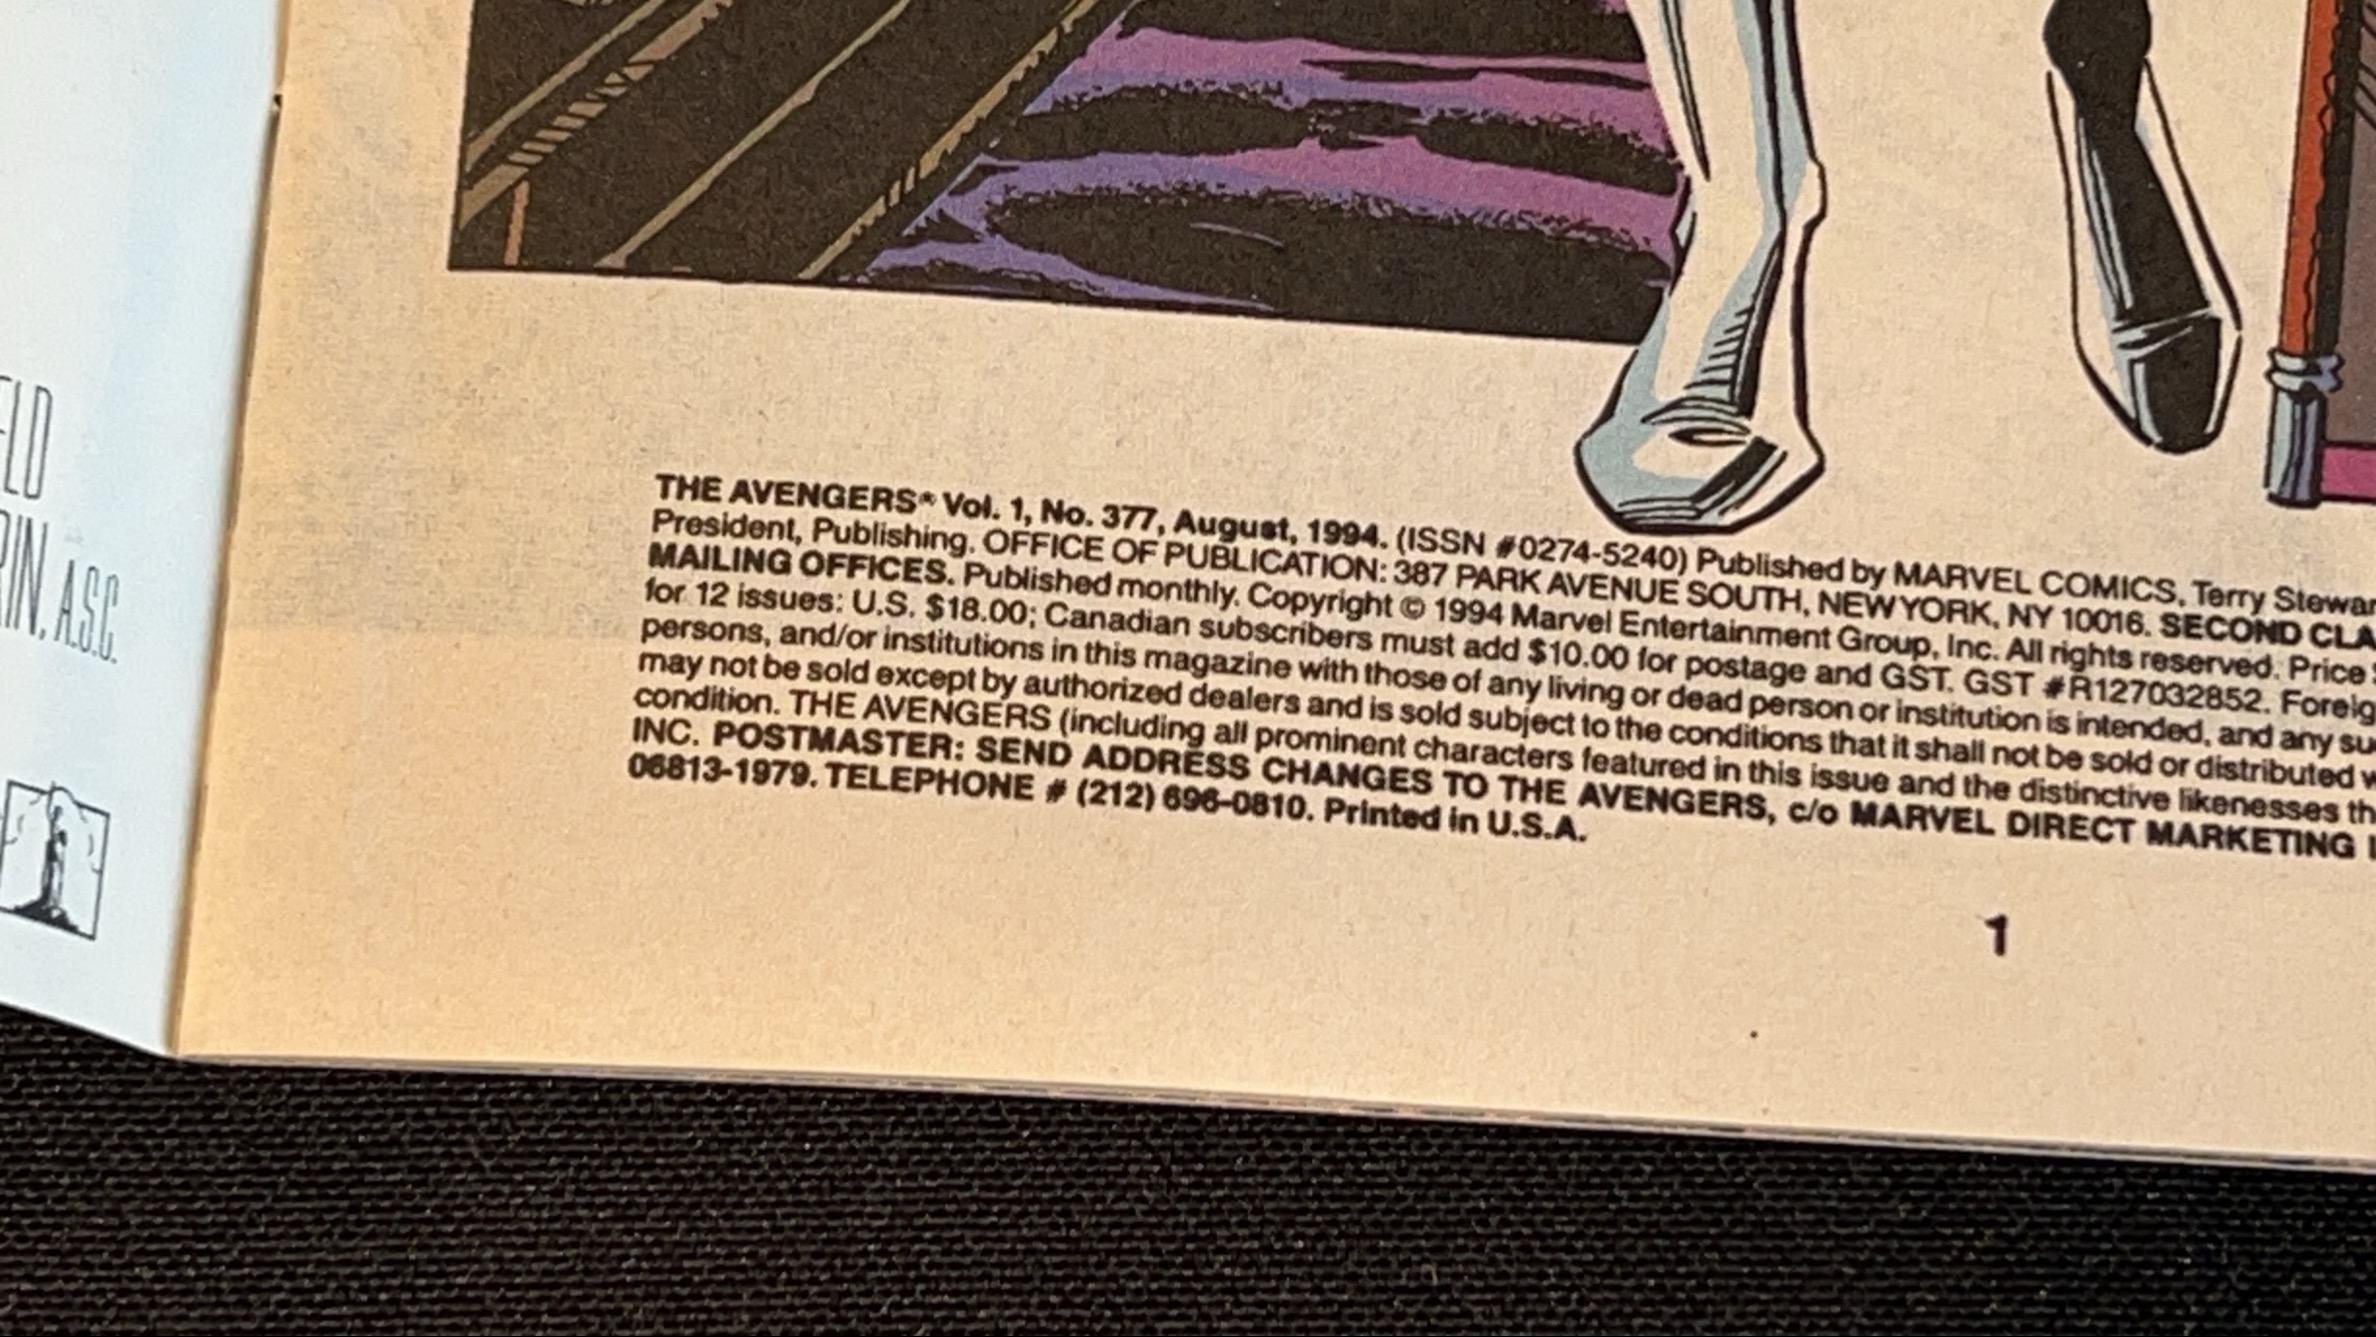 ELD
RIN, A.S.C.
THE AVENGERS® Vol. 1, No. 377, August, 1994. (ISSN #0274-5240) Published by MARVEL COMICS, Terry Stewar
President, Publishing. OFFICE OF PUBLICATION: 387 PARK AVENUE SOUTH, NEW YORK, NY 10016. SECOND CLA
MAILING OFFICES. Published monthly. Copyright © 1994 Marvel Entertainment Group, Inc. All rights reserved. Price
for 12 issues: U.S. $18.00; Canadian subscribers must add $10.00 for postage and GST. GST #R127032852. Foreig
persons, and/or institutions in this magazine with those of any living or dead person or institution is intended, and any su
may not be sold except by authorized dealers and is sold subject to the conditions that it shall not be sold or distributed w
condition. THE AVENGERS (including all prominent characters featured in this issue and the distinctive likenesses th
INC. POSTMASTER: SEND ADDRESS CHANGES TO THE AVENGERS, c/o MARVEL DIRECT MARKETING
06813-1979. TELEPHONE # (212) 696-0810. Printed in U.S.A.
1